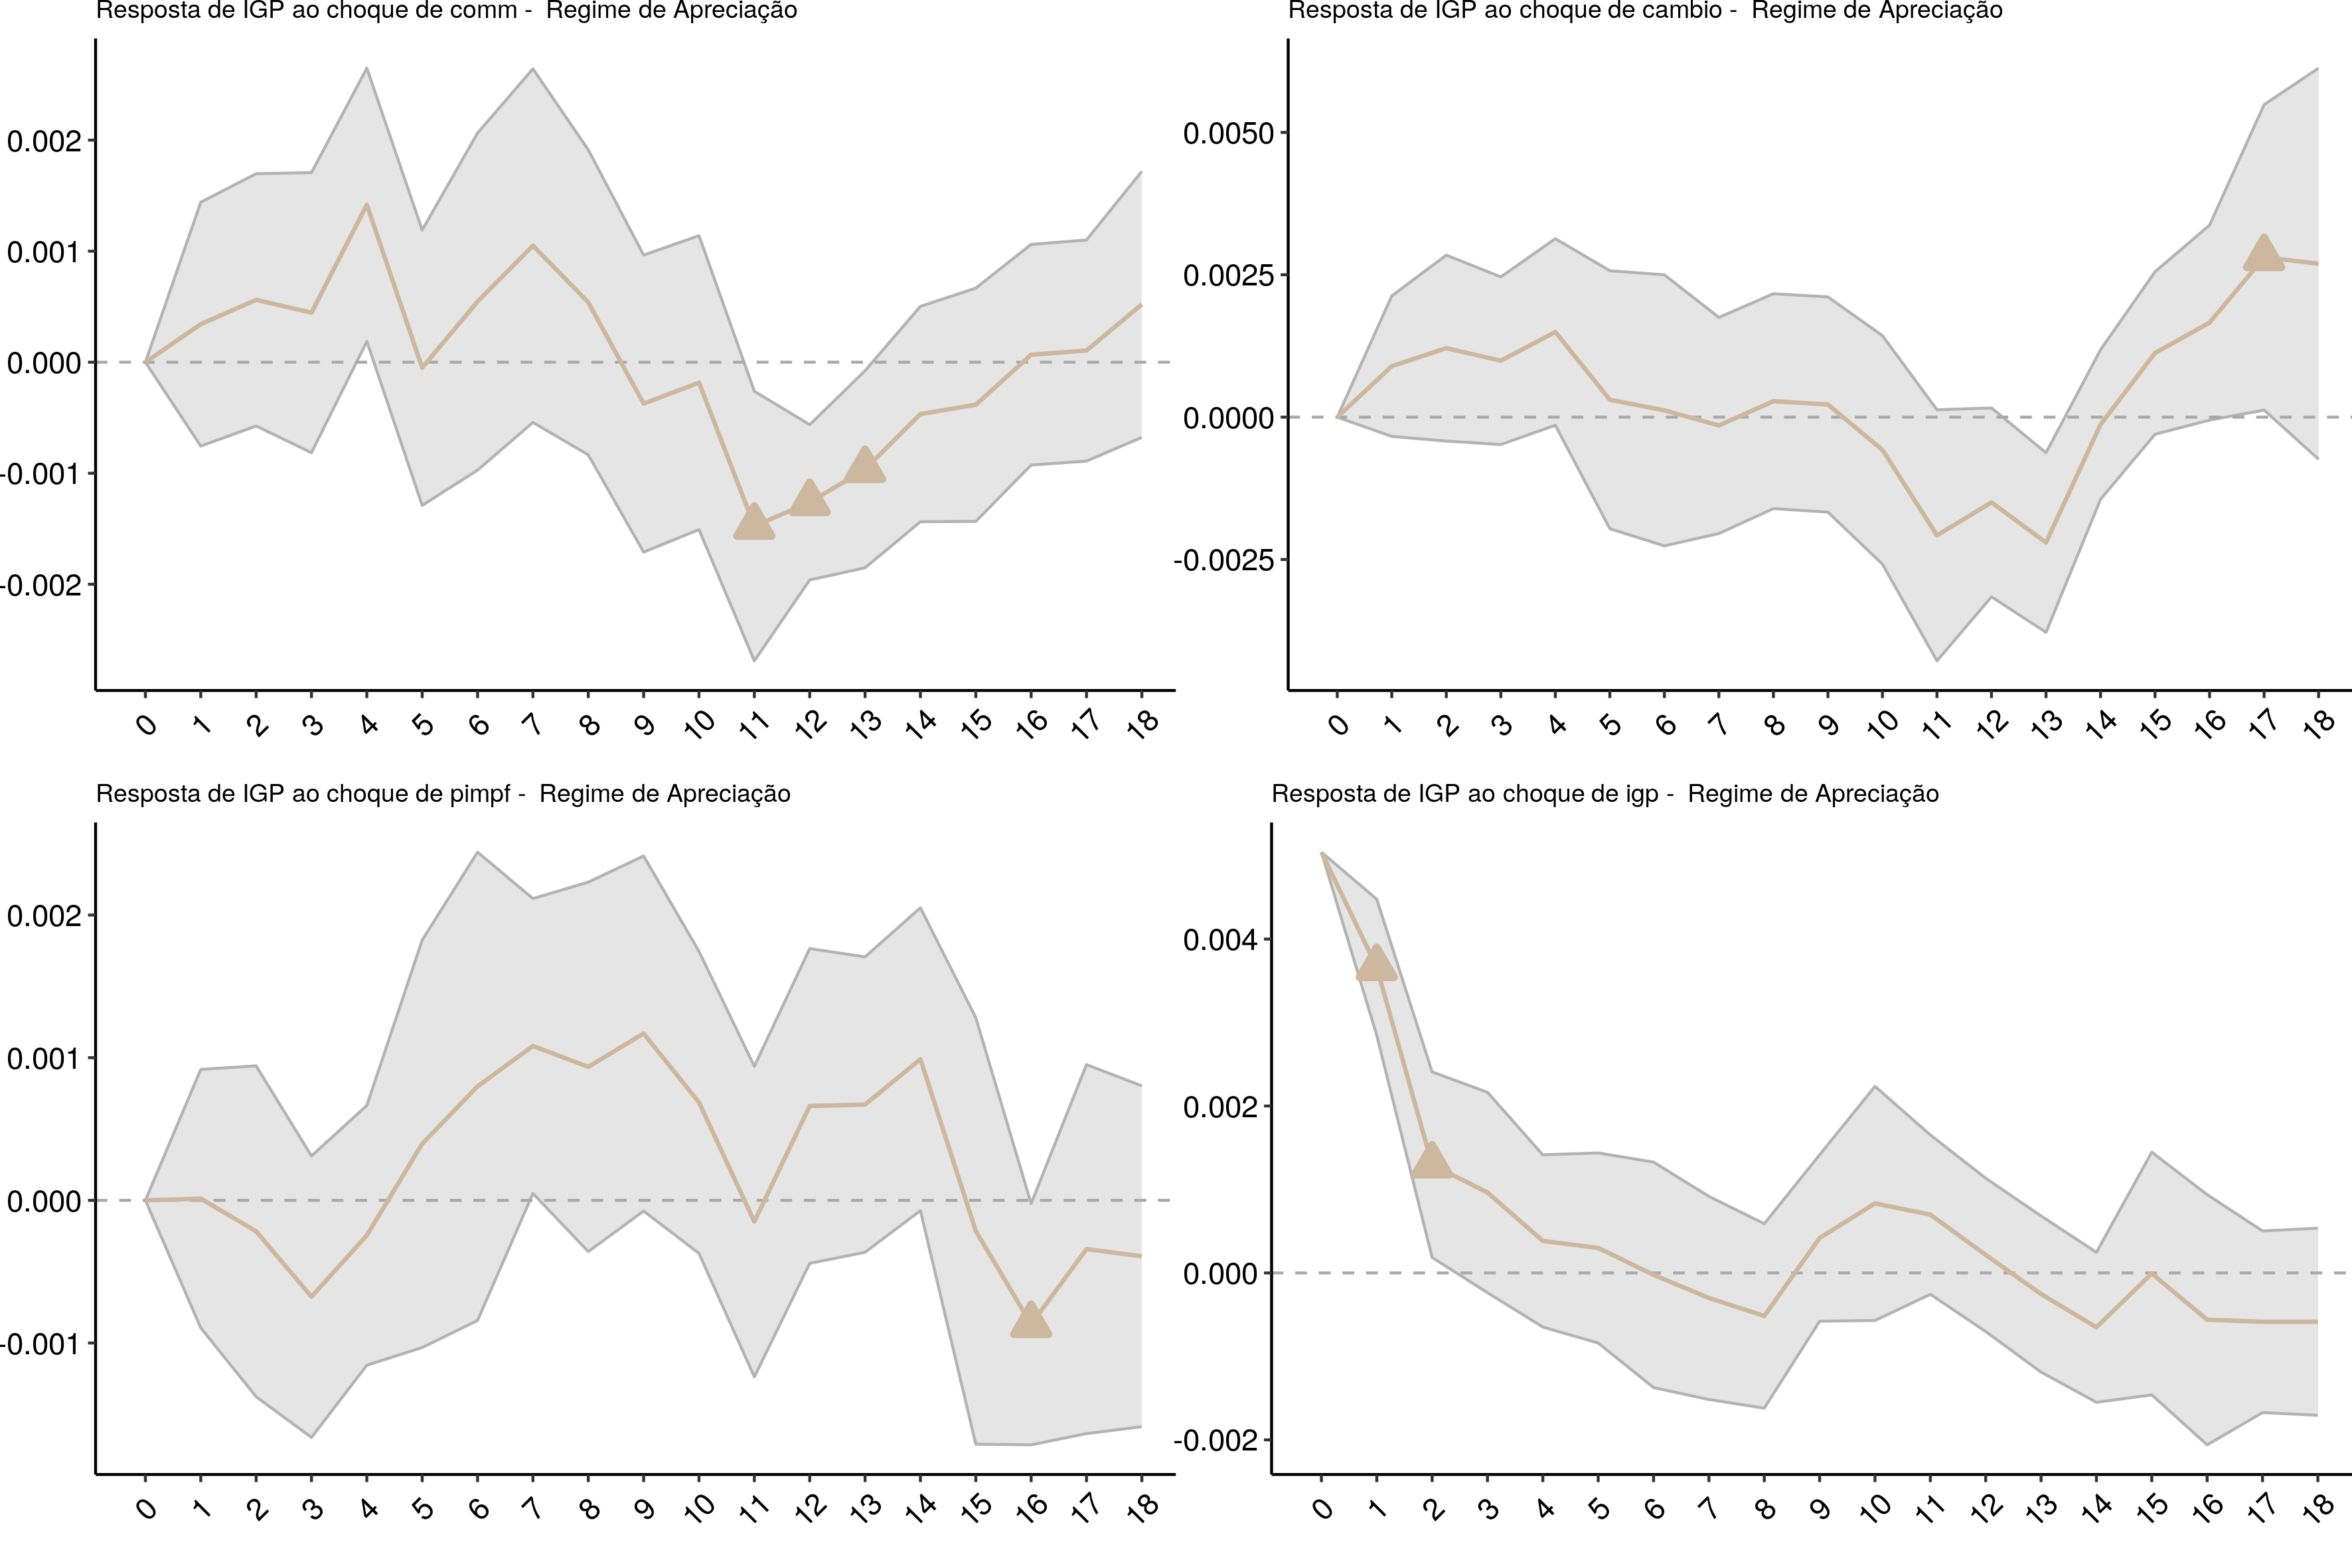 Resposta de IGP ao choque de comm -  Regime de Apreciação
0.002
0.001
0.000
-0.001
-0.002
0 1 2 3 4 5 6 7 8 9 10 11 12 13 14 15 16 17 18
Resposta de IGP ao choque de cambio -  Regime de Apreciação
0.0050
0.0025
0.0000
-0.0025
0 1 2 3 4 5 6 7 8 9 10 11 12 13 14 15 16 17 18
Resposta de IGP ao choque de pimpf -  Regime de Apreciação
0.002
0.001
0.000
-0.001
0 1 2 3 4 5 6 7 8 9 10 11 12 13 14 15 16 17 18
Resposta de IGP ao choque de igp -  Regime de Apreciação
0.004
0.002
0.000
-0.002
0 1 2 3 4 5 6 7 8 9 10 11 12 13 14 15 16 17 18